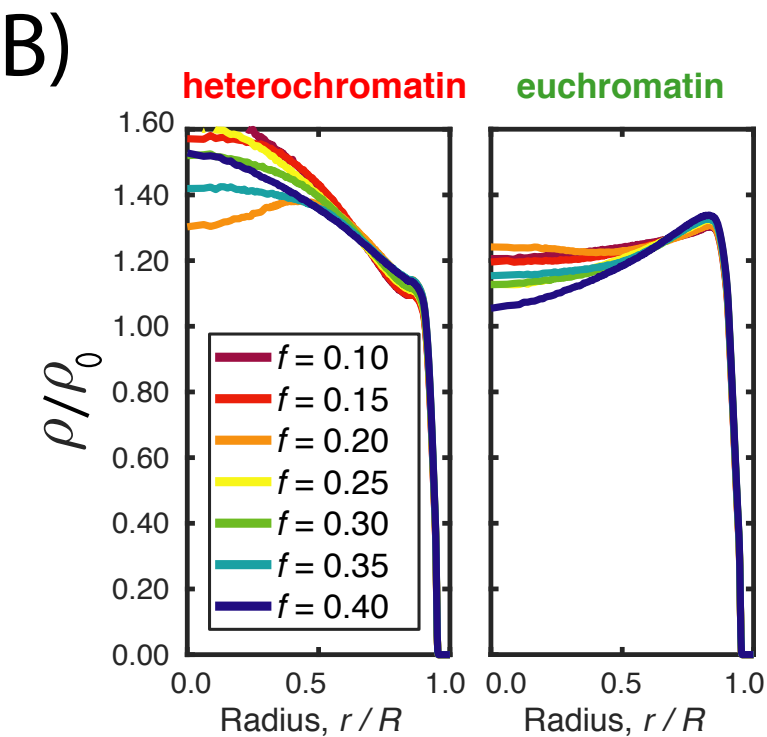 B)
heterochromatin euchromatin
1.60
1.40
1.20
1.00
0.80
0.60
0.40
0.20
0.00
ρ/ρ0
f = 0.10
f = 0.15
f = 0.20
f = 0.25
f = 0.30
f = 0.35
f = 0.40
0.0 0.5 1.0 0.0 0.5 1.0
Radius, r / R Radius, r / R